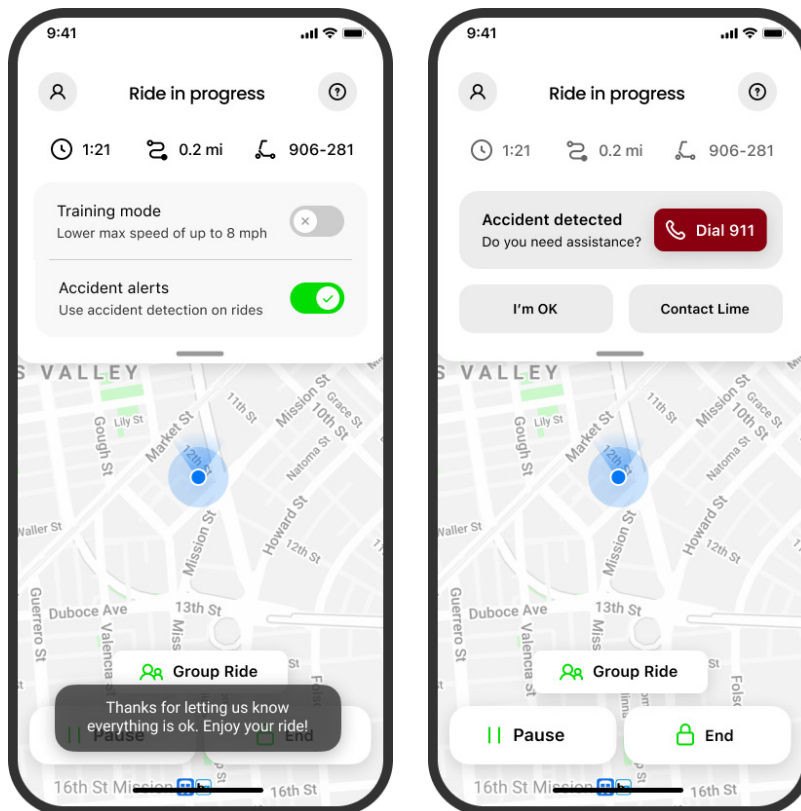 9:41
Ride in progress
1:21
0.2 mi
906-281
Training mode
Lower max speed of up to 8 mph
Accident alerts
Use accident detection on rides
S VALLEY
Lily St
Gough St
Market St
11th St
Mission St
10th St
Grace St
12th St
Natoma St
Mission St
Howard St
12th St
Waller St
Guerrero St
Duboce Ave
Valencia St
13th St
Miss
St
Group Ride
Thanks for letting us know
everything is ok. Enjoy your ride!
Pause
End
16th St Mission
16th St
9:41
Ride in progress
1:21
0.2 mi
906-281
Accident detected
Do you need assistance?
Dial 911
I'm OK
Contact Lime
S VALLEY
Lily St
Gough St
Market St
11th St
Mission St
10th St
Grace St
12th St
Natoma St
Mission St
Howard St
12th St
Waller St
Guerrero St
Duboce Ave
Valencia St
13th St
Miss
St
Group Ride
Pause
End
16th St Mission
16th St